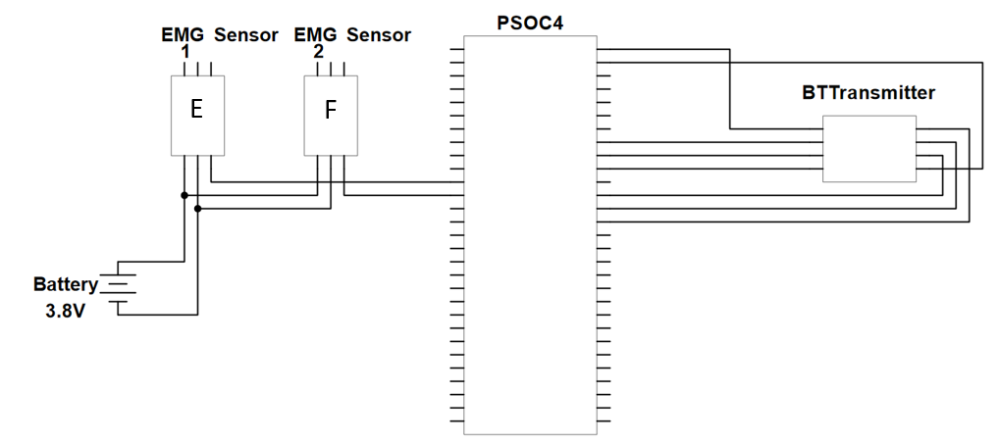 PSOC4
EMG Sensor
1
EMG Sensor
2
E
F
BTTransmitter
Battery
3.8V